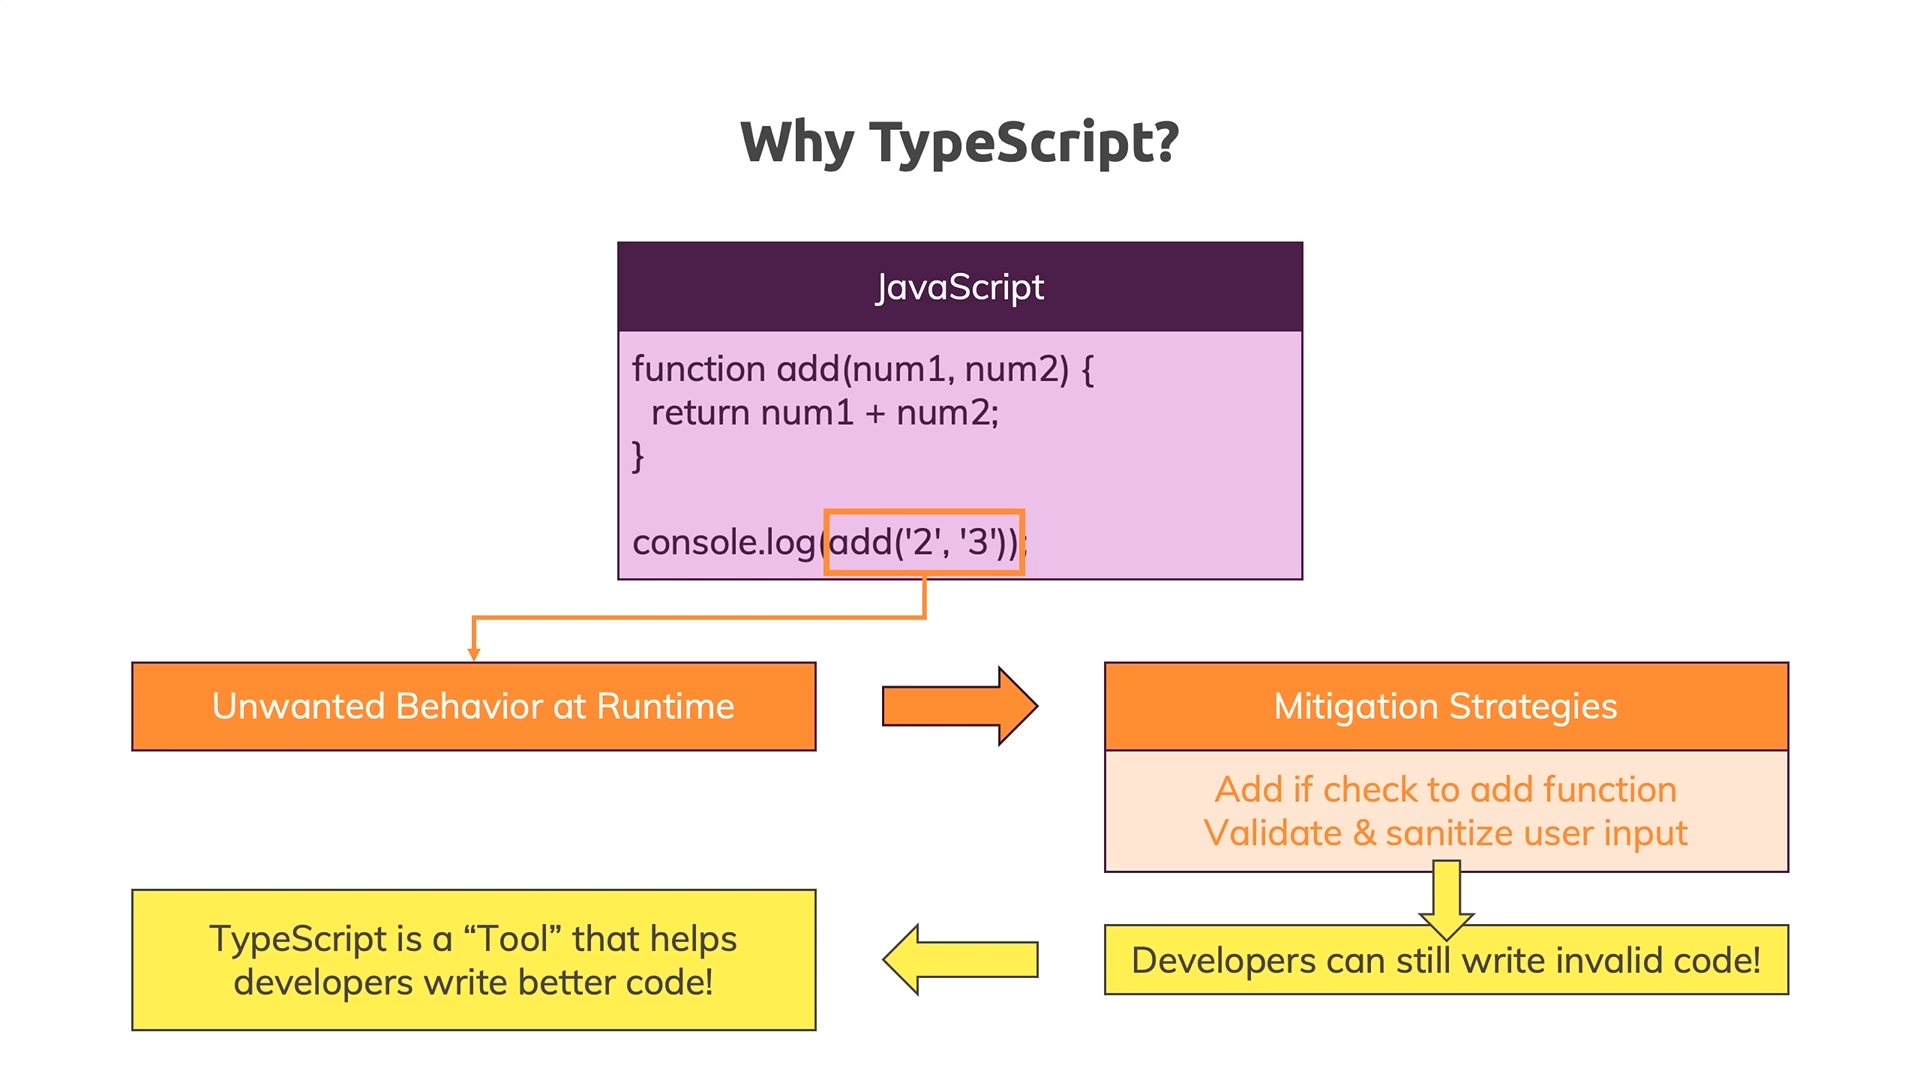 Why TypeScript?
JavaScript
function add(num1, num2) {
  return num1 + num2;
}
console.log(add('2', '3'));
Unwanted Behavior at Runtime
Mitigation Strategies
Add if check to add function
Validate & sanitize user input
Developers can still write invalid code!
TypeScript is a “Tool” that helps
developers write better code!